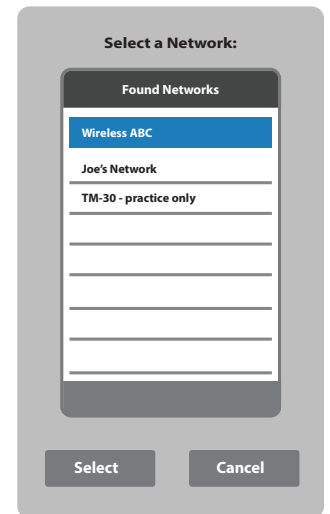 Select a Network:
Found Networks
Wireless ABC
Joe's Network
TM-30 - practice only
Select
Cancel